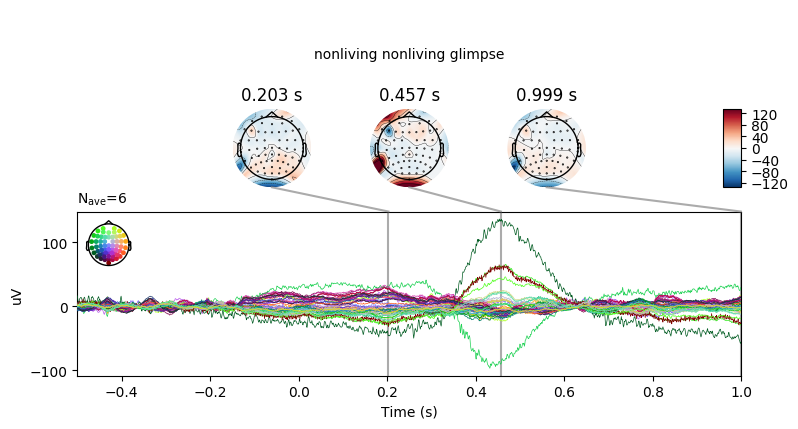 nonliving nonliving glimpse
0.203 s 0.457 s 0.999 s
120
80
40
0
−40
−80
−120
Nave=6
100
0
−100
uV
−0.4 −0.2 0.0 0.2 0.4 0.6 0.8 1.0
Time (s)